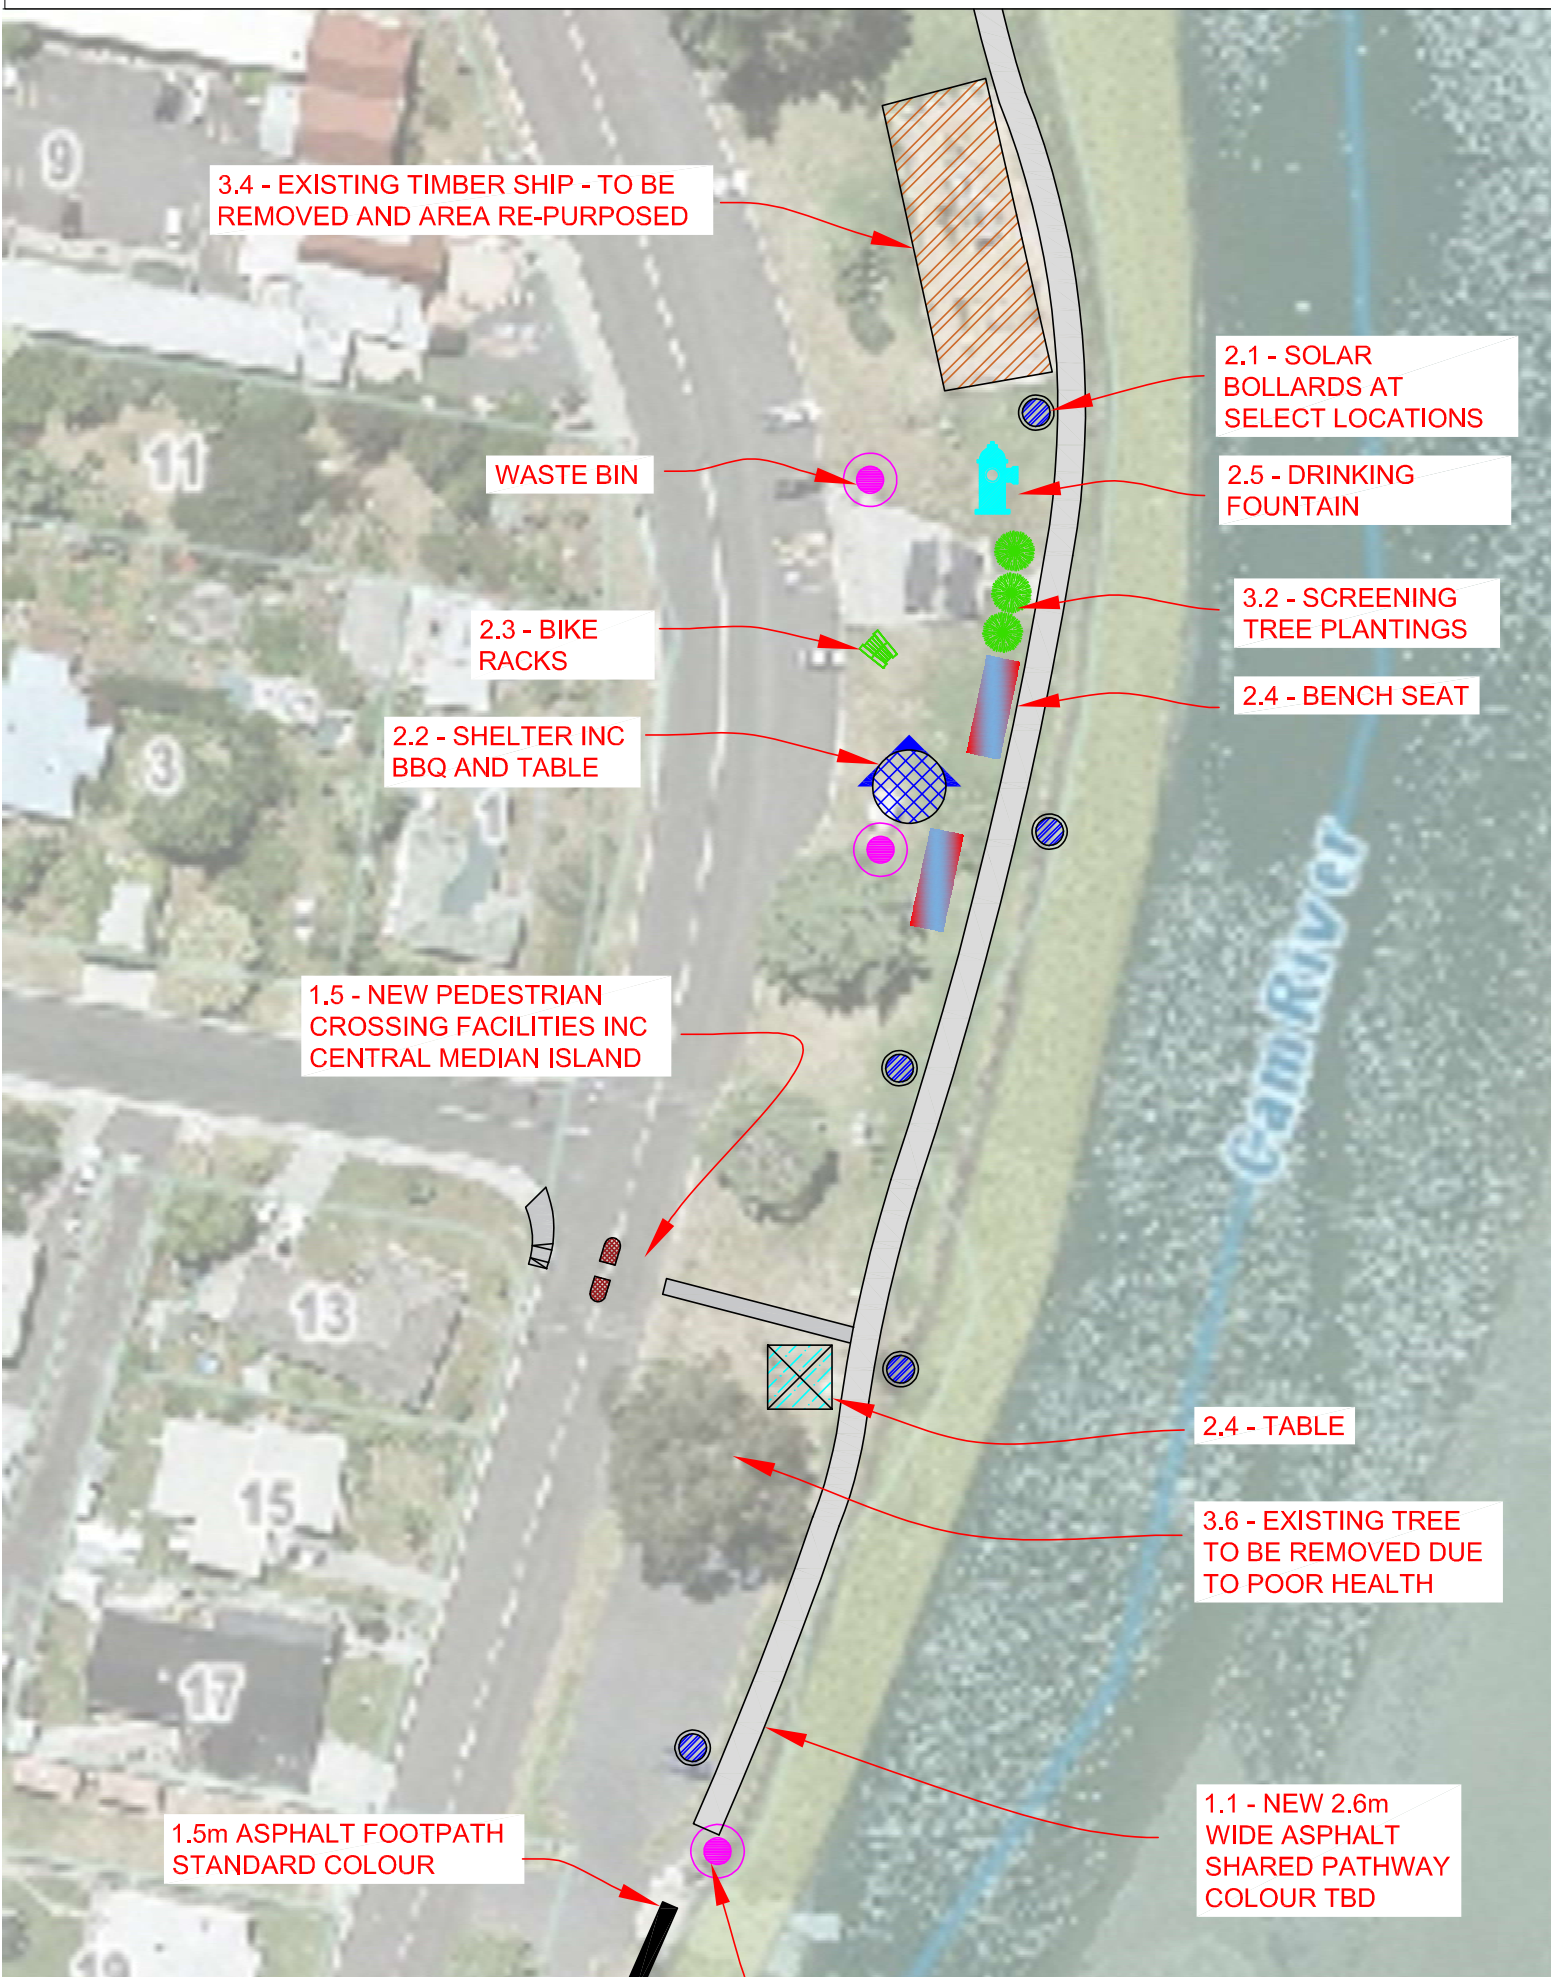 9
3.4 - EXISTING TIMBER SHIP - TO BE
REMOVED AND AREA RE-PURPOSED
2.1 - SOLAR
BOLLARDS AT
SELECT LOCATIONS
11
WASTE BIN
2.5 - DRINKING
FOUNTAIN
3.2 - SCREENING
TREE PLANTINGS
2.3 - BIKE
RACKS
2.4 - BENCH SEAT
2.2 - SHELTER INC
BBQ AND TABLE
3
1
Cam River
1.5 - NEW PEDESTRIAN
CROSSING FACILITIES INC
CENTRAL MEDIAN ISLAND
13
2.4 - TABLE
15
3.6 - EXISTING TREE
TO BE REMOVED DUE
TO POOR HEALTH
17
1.1 - NEW 2.6m
WIDE ASPHALT
SHARED PATHWAY
COLOUR TBD
1.5m ASPHALT FOOTPATH
STANDARD COLOUR
19